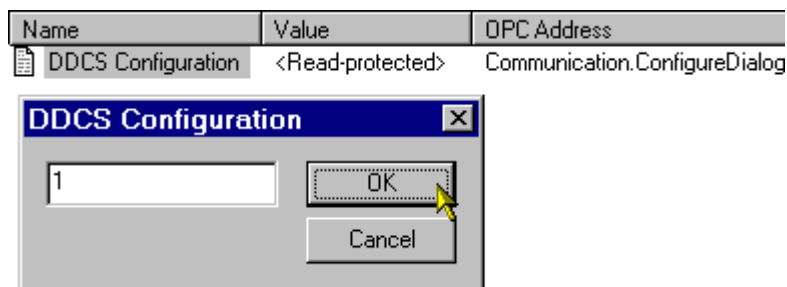 Name Value OPC Address
DDCS Configuration <Read-protected> Communication.ConfigureDialog
DDCS Configuration
1 OK
Cancel